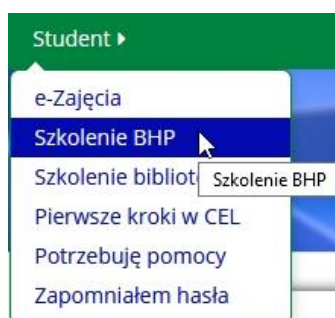 Student
e-Zajęcia
Szkolenie BHP
Szkolenie bibliot
Szkolenie BHP
Pierwsze kroki w CEL
Potrzebuję pomocy
Zapomniałem hasła